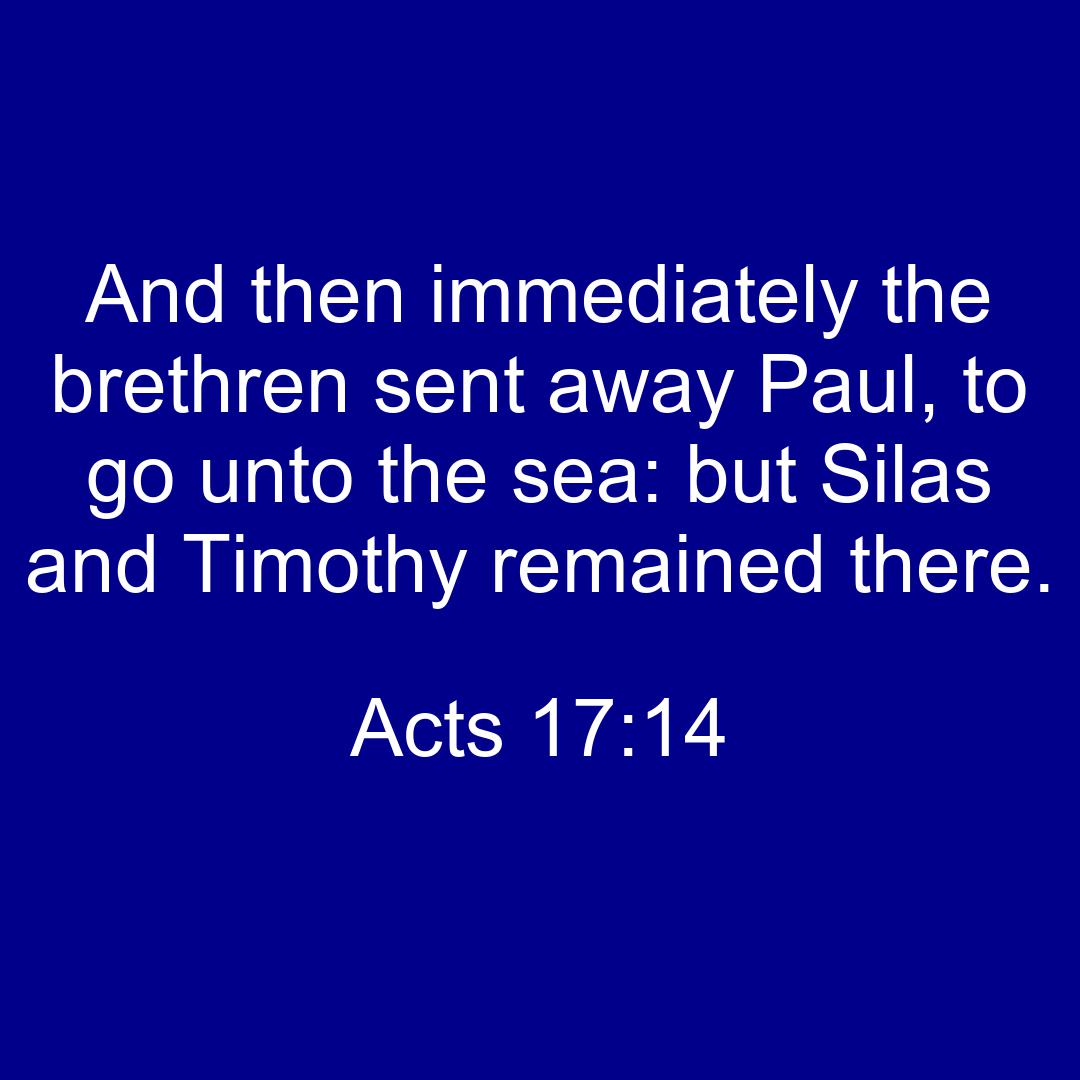 And then immediately the
brethren sent away Paul, to
go unto the sea: but Silas
and Timothy remained there.
Acts 17:14